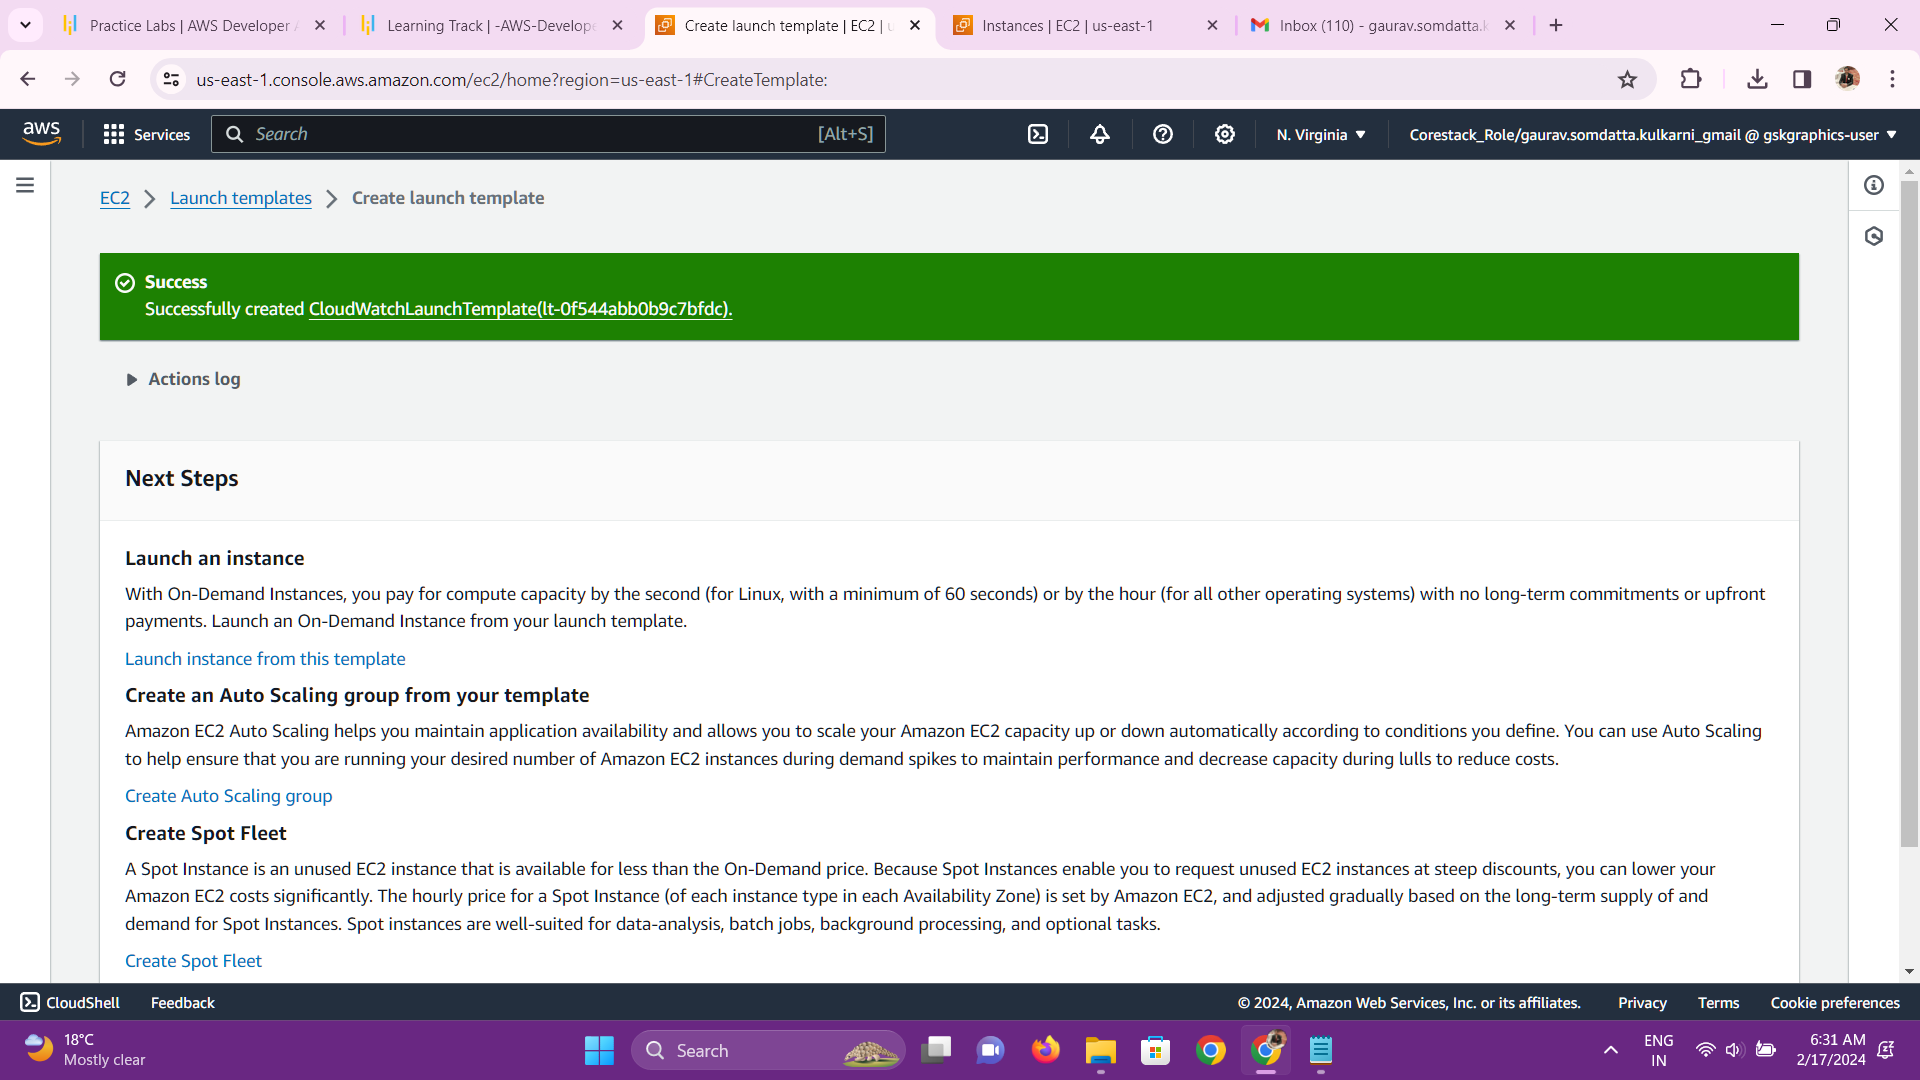 Practice Labs | AWS Developer A
Learning Track | -AWS-Develope
Create launch template | EC2 | u
Instances | EC2 | us-east-1
Inbox (110) - gaurav.somdatta.k
us-east-1.console.aws.amazon.com/ec2/home?region=us-east-1#CreateTemplate:
aws
Services
Search
[Alt+S]
N. Virginia
Corestack_Role/gaurav.somdatta.kulkarni_gmail @ gskgraphics-user
EC2
Launch templates
Create launch template
Success
Successfully created CloudWatchLaunchTemplate(lt-0f544abb0b9c7bfdc).
Actions log
Next Steps
Launch an instance
With On-Demand Instances, you pay for compute capacity by the second (for Linux, with a minimum of 60 seconds) or by the hour (for all other operating systems) with no long-term commitments or upfront
payments. Launch an On-Demand Instance from your launch template.
Launch instance from this template
Create an Auto Scaling group from your template
Amazon EC2 Auto Scaling helps you maintain application availability and allows you to scale your Amazon EC2 capacity up or down automatically according to conditions you define. You can use Auto Scaling
to help ensure that you are running your desired number of Amazon EC2 instances during demand spikes to maintain performance and decrease capacity during lulls to reduce costs.
Create Auto Scaling group
Create Spot Fleet
A Spot Instance is an unused EC2 instance that is available for less than the On-Demand price. Because Spot Instances enable you to request unused EC2 instances at steep discounts, you can lower your
Amazon EC2 costs significantly. The hourly price for a Spot Instance (of each instance type in each Availability Zone) is set by Amazon EC2, and adjusted gradually based on the long-term supply of and
demand for Spot Instances. Spot instances are well-suited for data-analysis, batch jobs, background processing, and optional tasks.
Create Spot Fleet
CloudShell
Feedback
© 2024, Amazon Web Services, Inc. or its affiliates.
Privacy
Terms
Cookie preferences
18°C
Mostly clear
Search
ENG
IN
6:31 AM
2/17/2024